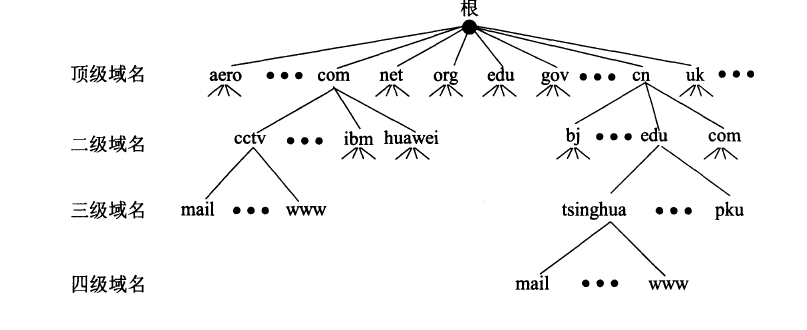 根
顶级域名 aero ••• com net org edu gov ••• cn uk •••
二级域名 cctv ••• ibm huawei bj ••• edu com
三级域名 mail ••• www tsinghua ••• pku
四级域名 mail ••• www